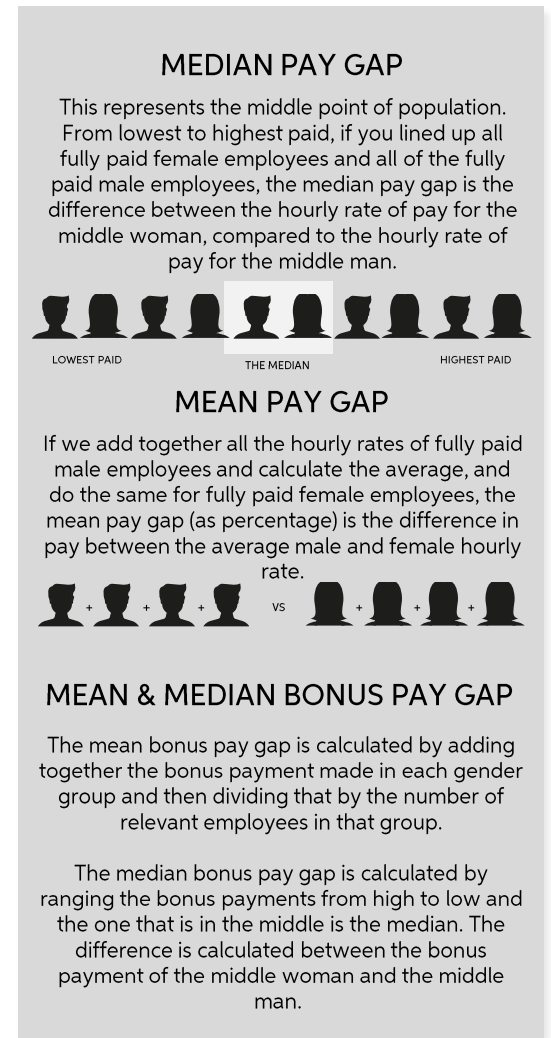 MEDIAN PAY GAP
This represents the middle point of population.
From lowest to highest paid, if you lined up all
fully paid female employees and all of the fully
paid male employees, the median pay gap is the
difference between the hourly rate of pay for the
middle woman, compared to the hourly rate of
pay for the middle man.
LOWEST PAID
THE MEDIAN
HIGHEST PAID
MEAN PAY GAP
If we add together all the hourly rates of fully paid
male employees and calculate the average, and
do the same for fully paid female employees, the
mean pay gap (as percentage) is the difference in
pay between the average male and female hourly
rate.
+ + + VS + + +
MEAN & MEDIAN BONUS PAY GAP
The mean bonus pay gap is calculated by adding
together the bonus payment made in each gender
group and then dividing that by the number of
relevant employees in that group.
The median bonus pay gap is calculated by
ranging the bonus payments from high to low and
the one that is in the middle is the median. The
difference is calculated between the bonus
payment of the middle woman and the middle
man.